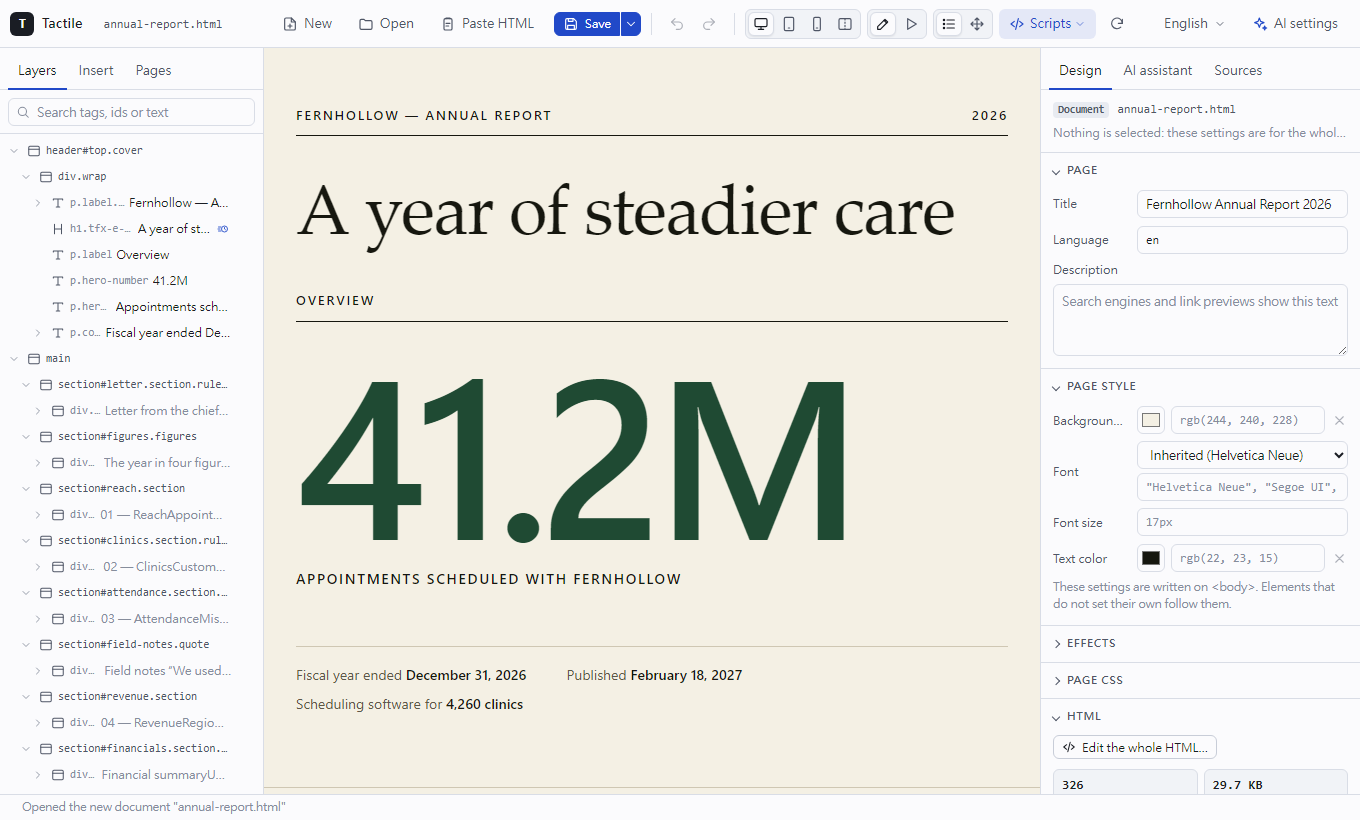 T Tactile annual-report.html New Open Paste HTML Save Scripts English AI settings
Layers Insert Pages
Search tags, ids or text
header#top.cover
div.wrap
p.label.… Fernhollow — A…
h1.tfx-e-… A year of st…
p.label Overview
p.hero-number 41.2M
p.her… Appointments sch…
p.co… Fiscal year ended De…
main
section#letter.section.rule…
div.… Letter from the chief…
section#figures.figures
div… The year in four figur…
section#reach.section
div… 01 — ReachAppoint…
section#clinics.section.rul…
div… 02 — ClinicsCustom…
section#attendance.section.…
div… 03 — AttendanceMis…
section#field-notes.quote
div… Field notes “We used…
section#revenue.section
div… 04 — RevenueRegio…
section#financials.section.…
div… Financial summaryU…
FERNHOLLOW — ANNUAL REPORT 2026
A year of steadier care
OVERVIEW
41.2M
APPOINTMENTS SCHEDULED WITH FERNHOLLOW
Fiscal year ended December 31, 2026 Published February 18, 2027
Scheduling software for 4,260 clinics
Design AI assistant Sources
Document annual-report.html
Nothing is selected: these settings are for the whol…
PAGE
Title Fernhollow Annual Report 2026
Language en
Description
Search engines and link previews show this text
PAGE STYLE
Backgroun… rgb(244, 240, 228)
Font Inherited (Helvetica Neue)
"Helvetica Neue", "Segoe UI",
Font size 17px
Text color rgb(22, 23, 15)
These settings are written on <body>. Elements that
do not set their own follow them.
EFFECTS
PAGE CSS
HTML
Edit the whole HTML…
326 29.7 KB
Opened the new document "annual-report.html"